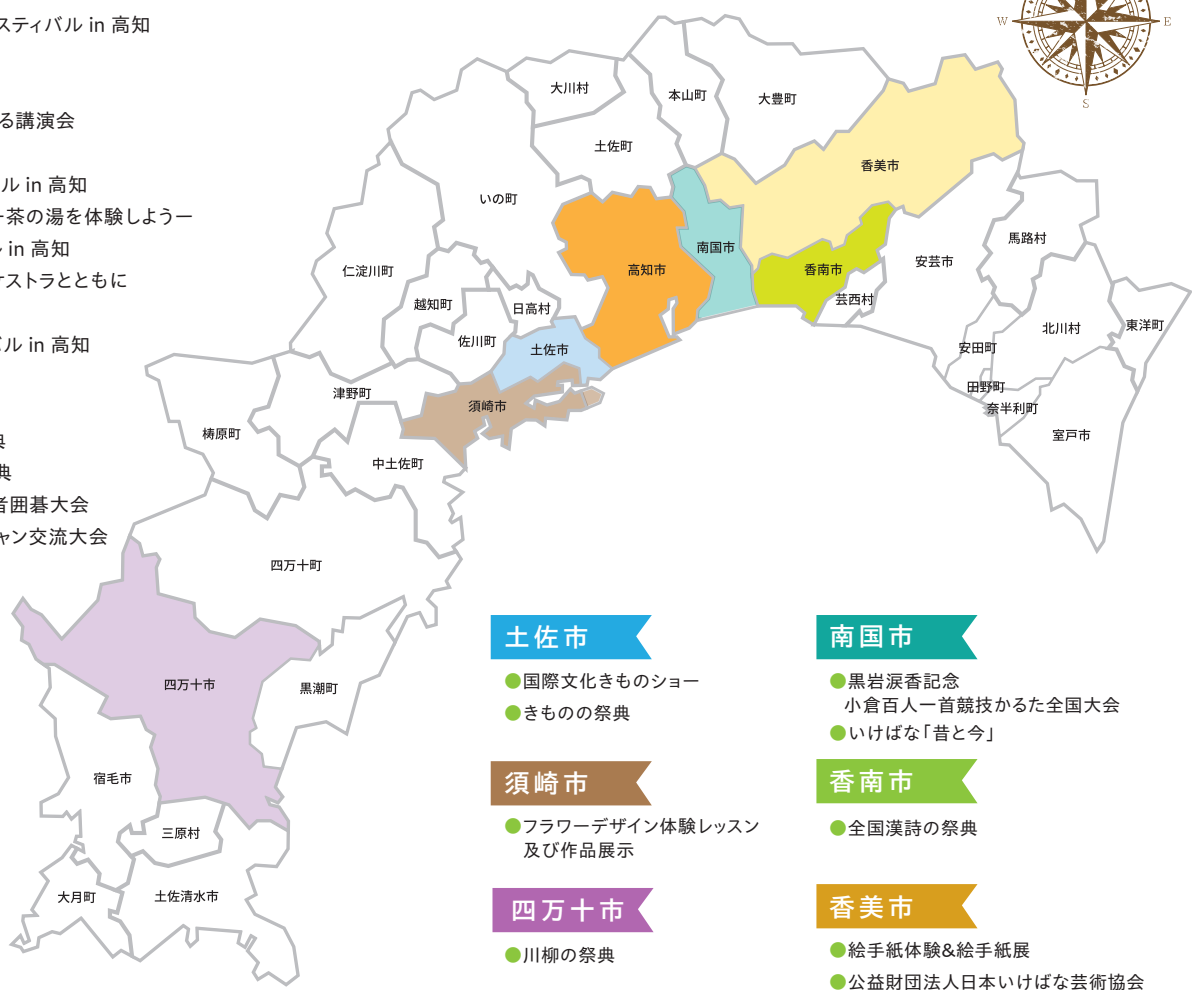 スティバル in 高知
る講演会
ル in 高知
ー茶の湯を体験しようー
ル in 高知
ケストラとともに
バル in 高知
典
典
者囲碁大会
ャン交流大会
W
E
S
大川村
本山町
大豊町
土佐町
香美市
いの町
馬路村
南国市
高知市
香南市
安芸市
仁淀川町
越知町
日高村
芸西村
佐川町
土佐市
北川村
東洋町
安田町
津野町
田野町
須崎市
奈半利町
梼原町
室戸市
中土佐町
四万十町
四万十市
黒潮町
宿毛市
三原村
大月町
土佐清水市
土佐市
●国際文化きものショー
●きものの祭典
須崎市
●フラワーデザイン体験レッスン
及び作品展示
四万十市
●川柳の祭典
南国市
●黒岩涙香記念
小倉百人一首競技かるた全国大会
●いけばな「昔と今」
香南市
●全国漢詩の祭典
香美市
●絵手紙体験&絵手紙展
●公益財団法人日本いけばな芸術協会